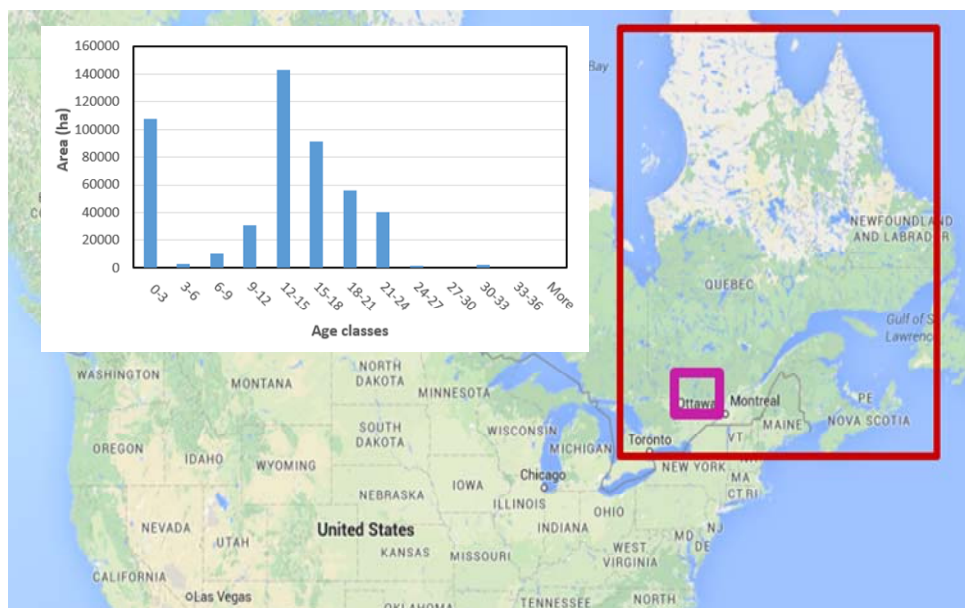 160000
140000
120000
100000
80000
60000
40000
20000
0
Area (ha)
0-3
3-6
6-9
9-12
12-15
15-18
18-21
21-24
24-27
27-30
30-33
33-36
More
Age classes
Bay
NEWFOUNDLAND
AND LABRADOR
QUEBEC
Gulf of S
Lawrence
Ottawa
Montreal
PE
NOVA SCOTIA
MAINE
VT
Toronto
NEW YORK
MA
CT RI
WASHINGTON
MONTANA
NORTH
DAKOTA
MINNESOTA
OREGON
IDAHO
SOUTH
DAKOTA
WISCONSIN
MICHIGAN
WYOMING
Chicago
IOWA
NEBRASKA
ILLINOIS
OHIO
INDIANA
NEVADA
UTAH
United States
KANSAS
MISSOURI
WEST
VIRGINIA
MD
DE
NJ
CALIFORNIA
Las Vegas
OKLAHOMA
TENNESSEE
NORTH